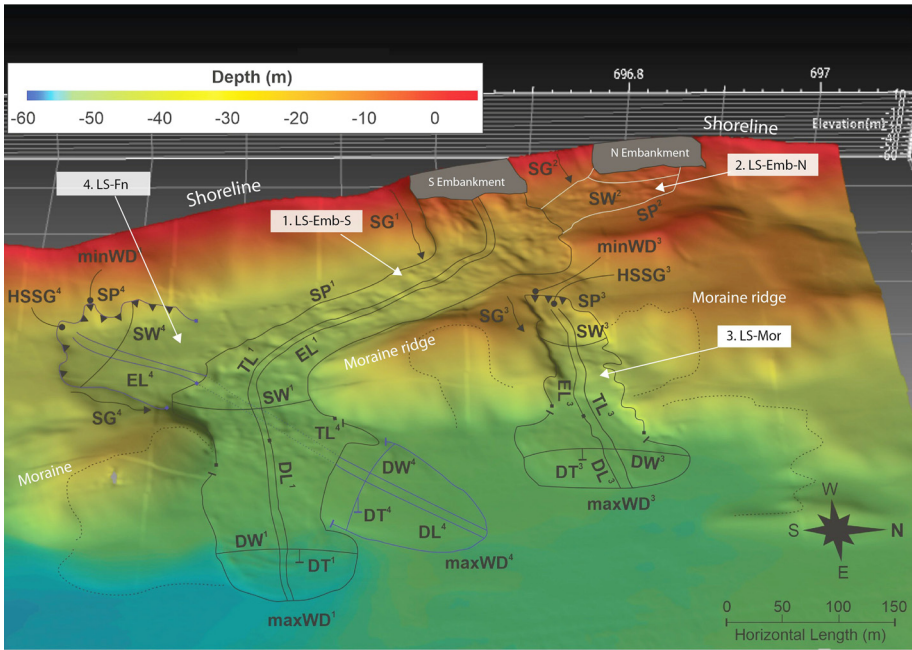 Depth (m)
-60 -50 -40 -30 -20 -10 0
696.8 697
10
Elevation[m]
Shoreline
N Embankment
S Embankment
SG²
2. LS-Emb-N
4. LS-Fn
Shoreline
SW²
SP²
1. LS-Emb-S
SG¹
minWD
minWD³
HSSG³
HSSG⁴
SP⁴
SP¹
SP³
Moraine ridge
SG³
SW⁴
SW³
3. LS-Mor
EL¹
Moraine ridge
TL¹
EL⁴
SW¹
EL³
TL³
SG⁴
TL⁴
Moraine
DW⁴
DL¹
DT³
DL³
DW³
maxWD³
DT⁴
DL⁴
DW¹
DT¹
maxWD⁴
maxWD¹
W
S N
E
0 50 100 150
Horizontal Length (m)